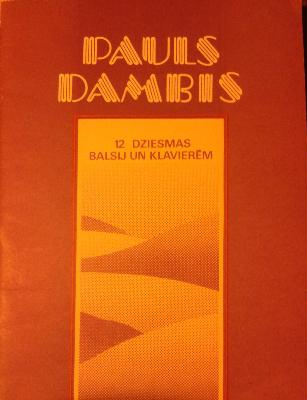 PAULS
DAMBIS
12 DZIESMAS
BALSIJ UN KLAVIERĒM